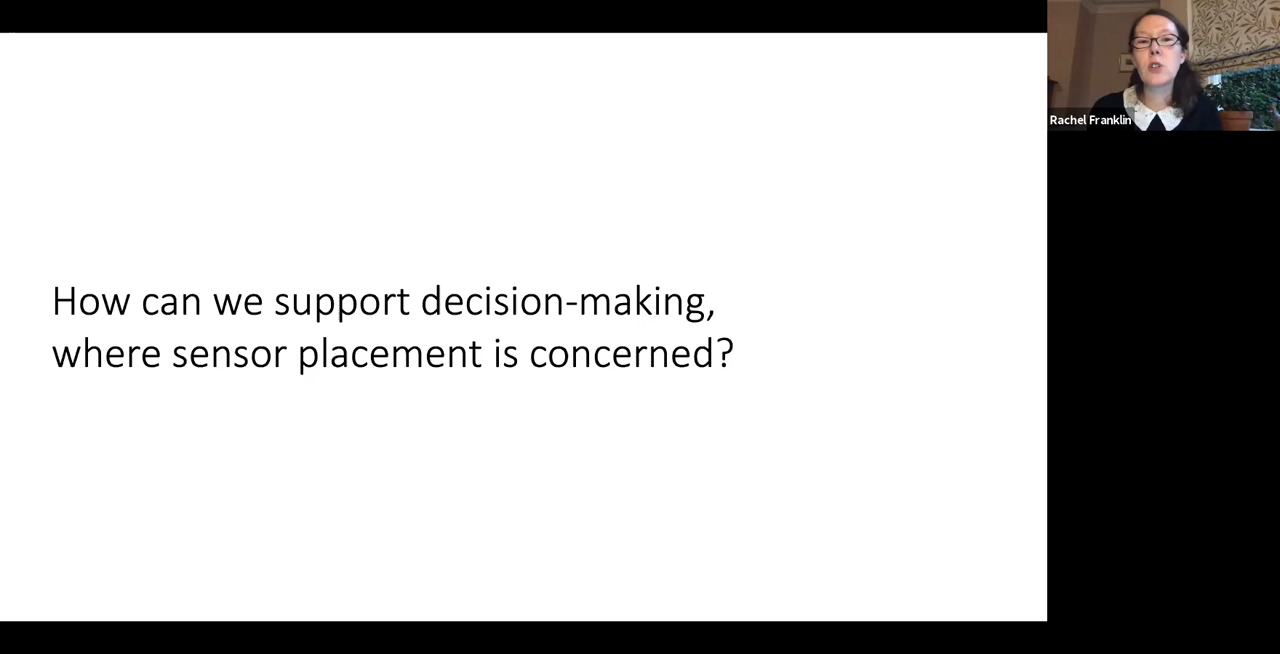 How can we support decision-making,
where sensor placement is concerned?
Rachel Franklin